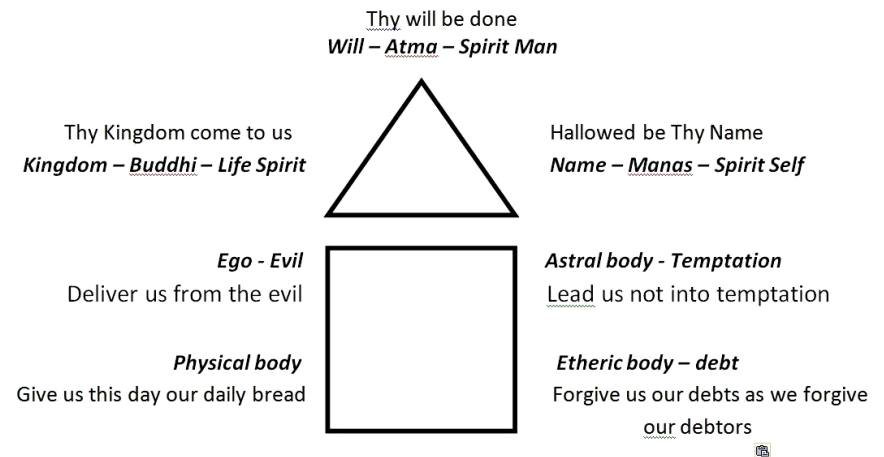 Thy will be done
Will – Atma – Spirit Man
Thy Kingdom come to us
Kingdom – Buddhi – Life Spirit
Hallowed be Thy Name
Name – Manas – Spirit Self
Ego - Evil
Deliver us from the evil
Astral body - Temptation
Lead us not into temptation
Physical body
Give us this day our daily bread
Etheric body – debt
Forgive us our debts as we forgive
our debtors